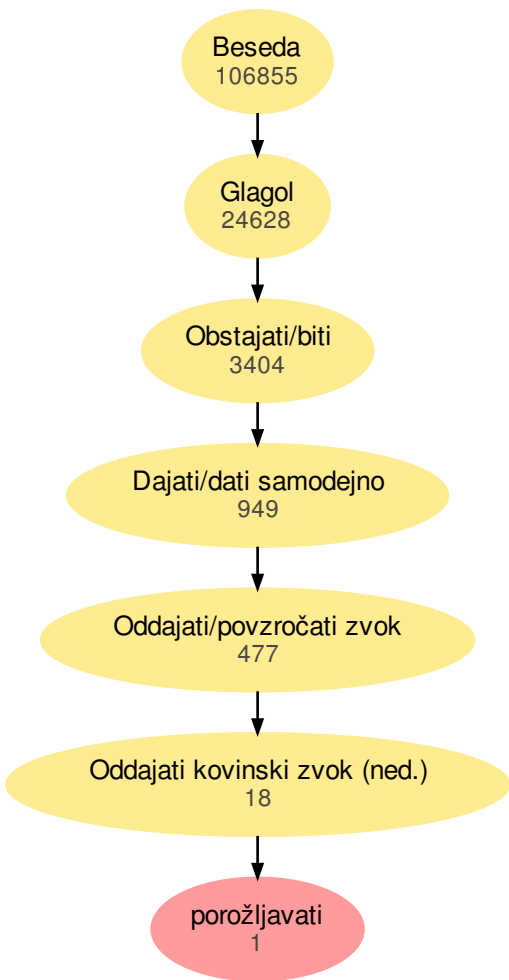 Beseda
106855
Glagol
24628
Obstajati/biti
3404
Dajati/dati samodejno
949
Oddajati/povzročati zvok
477
Oddajati kovinski zvok (ned.)
18
porožljavati
1